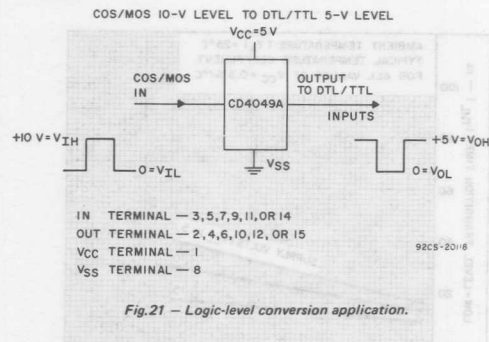 COS/MOS 10-V LEVEL TO DTL/TTL 5-V LEVEL
VCC=5V
COS/MOS
IN
CD4049A
OUTPUT
TO DTL/TTL
INPUTS
VSS
+10 V=VIH
0=VIL
+5V=VOH
0=VOL
IN TERMINAL — 3,5,7,9,11,OR 14
OUT TERMINAL — 2,4,6,10,12, OR 15
VCC TERMINAL — 1
VSS TERMINAL — 8
92CS-20118
Fig.21 — Logic-level conversion application.